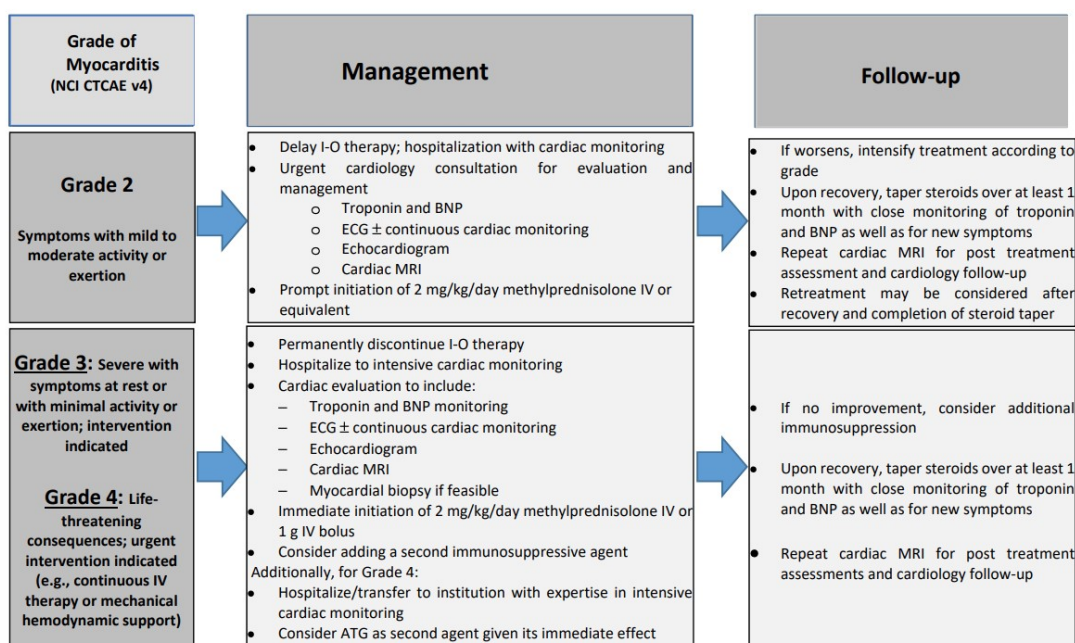 Grade of
Myocarditis
(NCI CTCAE v4)
Management
Follow-up
Grade 2
Symptoms with mild to
moderate activity or
exertion
• Delay I-O therapy; hospitalization with cardiac monitoring
• Urgent cardiology consultation for evaluation and
management
o Troponin and BNP
o ECG ± continuous cardiac monitoring
o Echocardiogram
o Cardiac MRI
• Prompt initiation of 2 mg/kg/day methylprednisolone IV or
equivalent
• If worsens, intensify treatment according to
grade
• Upon recovery, taper steroids over at least 1
month with close monitoring of troponin
and BNP as well as for new symptoms
• Repeat cardiac MRI for post treatment
assessment and cardiology follow-up
• Retreatment may be considered after
recovery and completion of steroid taper
Grade 3: Severe with
symptoms at rest or
with minimal activity or
exertion; intervention
indicated
Grade 4: Life-
threatening
consequences; urgent
intervention indicated
(e.g., continuous IV
therapy or mechanical
hemodynamic support)
• Permanently discontinue I-O therapy
• Hospitalize to intensive cardiac monitoring
• Cardiac evaluation to include:
– Troponin and BNP monitoring
– ECG ± continuous cardiac monitoring
– Echocardiogram
– Cardiac MRI
– Myocardial biopsy if feasible
• Immediate initiation of 2 mg/kg/day methylprednisolone IV or
1 g IV bolus
• Consider adding a second immunosuppressive agent
Additionally, for Grade 4:
• Hospitalize/transfer to institution with expertise in intensive
cardiac monitoring
• Consider ATG as second agent given its immediate effect
• If no improvement, consider additional
immunosuppression
• Upon recovery, taper steroids over at least 1
month with close monitoring of troponin
and BNP as well as for new symptoms
• Repeat cardiac MRI for post treatment
assessments and cardiology follow-up